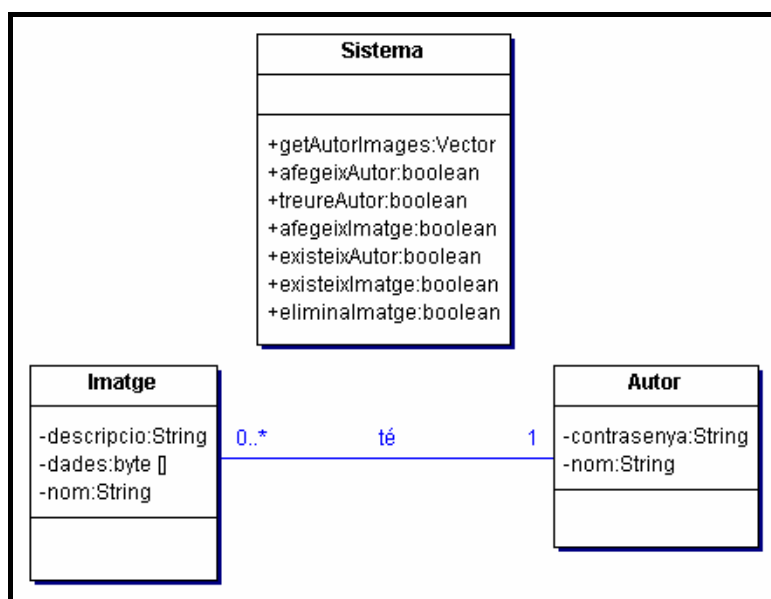 Sistema
+getAutorImages:Vector
+afegeixAutor:boolean
+treureAutor:boolean
+afegeixImatge:boolean
+existeixAutor:boolean
+existeixImatge:boolean
+eliminaImatge:boolean
Imatge
-descripcio:String
-dades:byte []
-nom:String
0..* té 1
Autor
-contrasenya:String
-nom:String